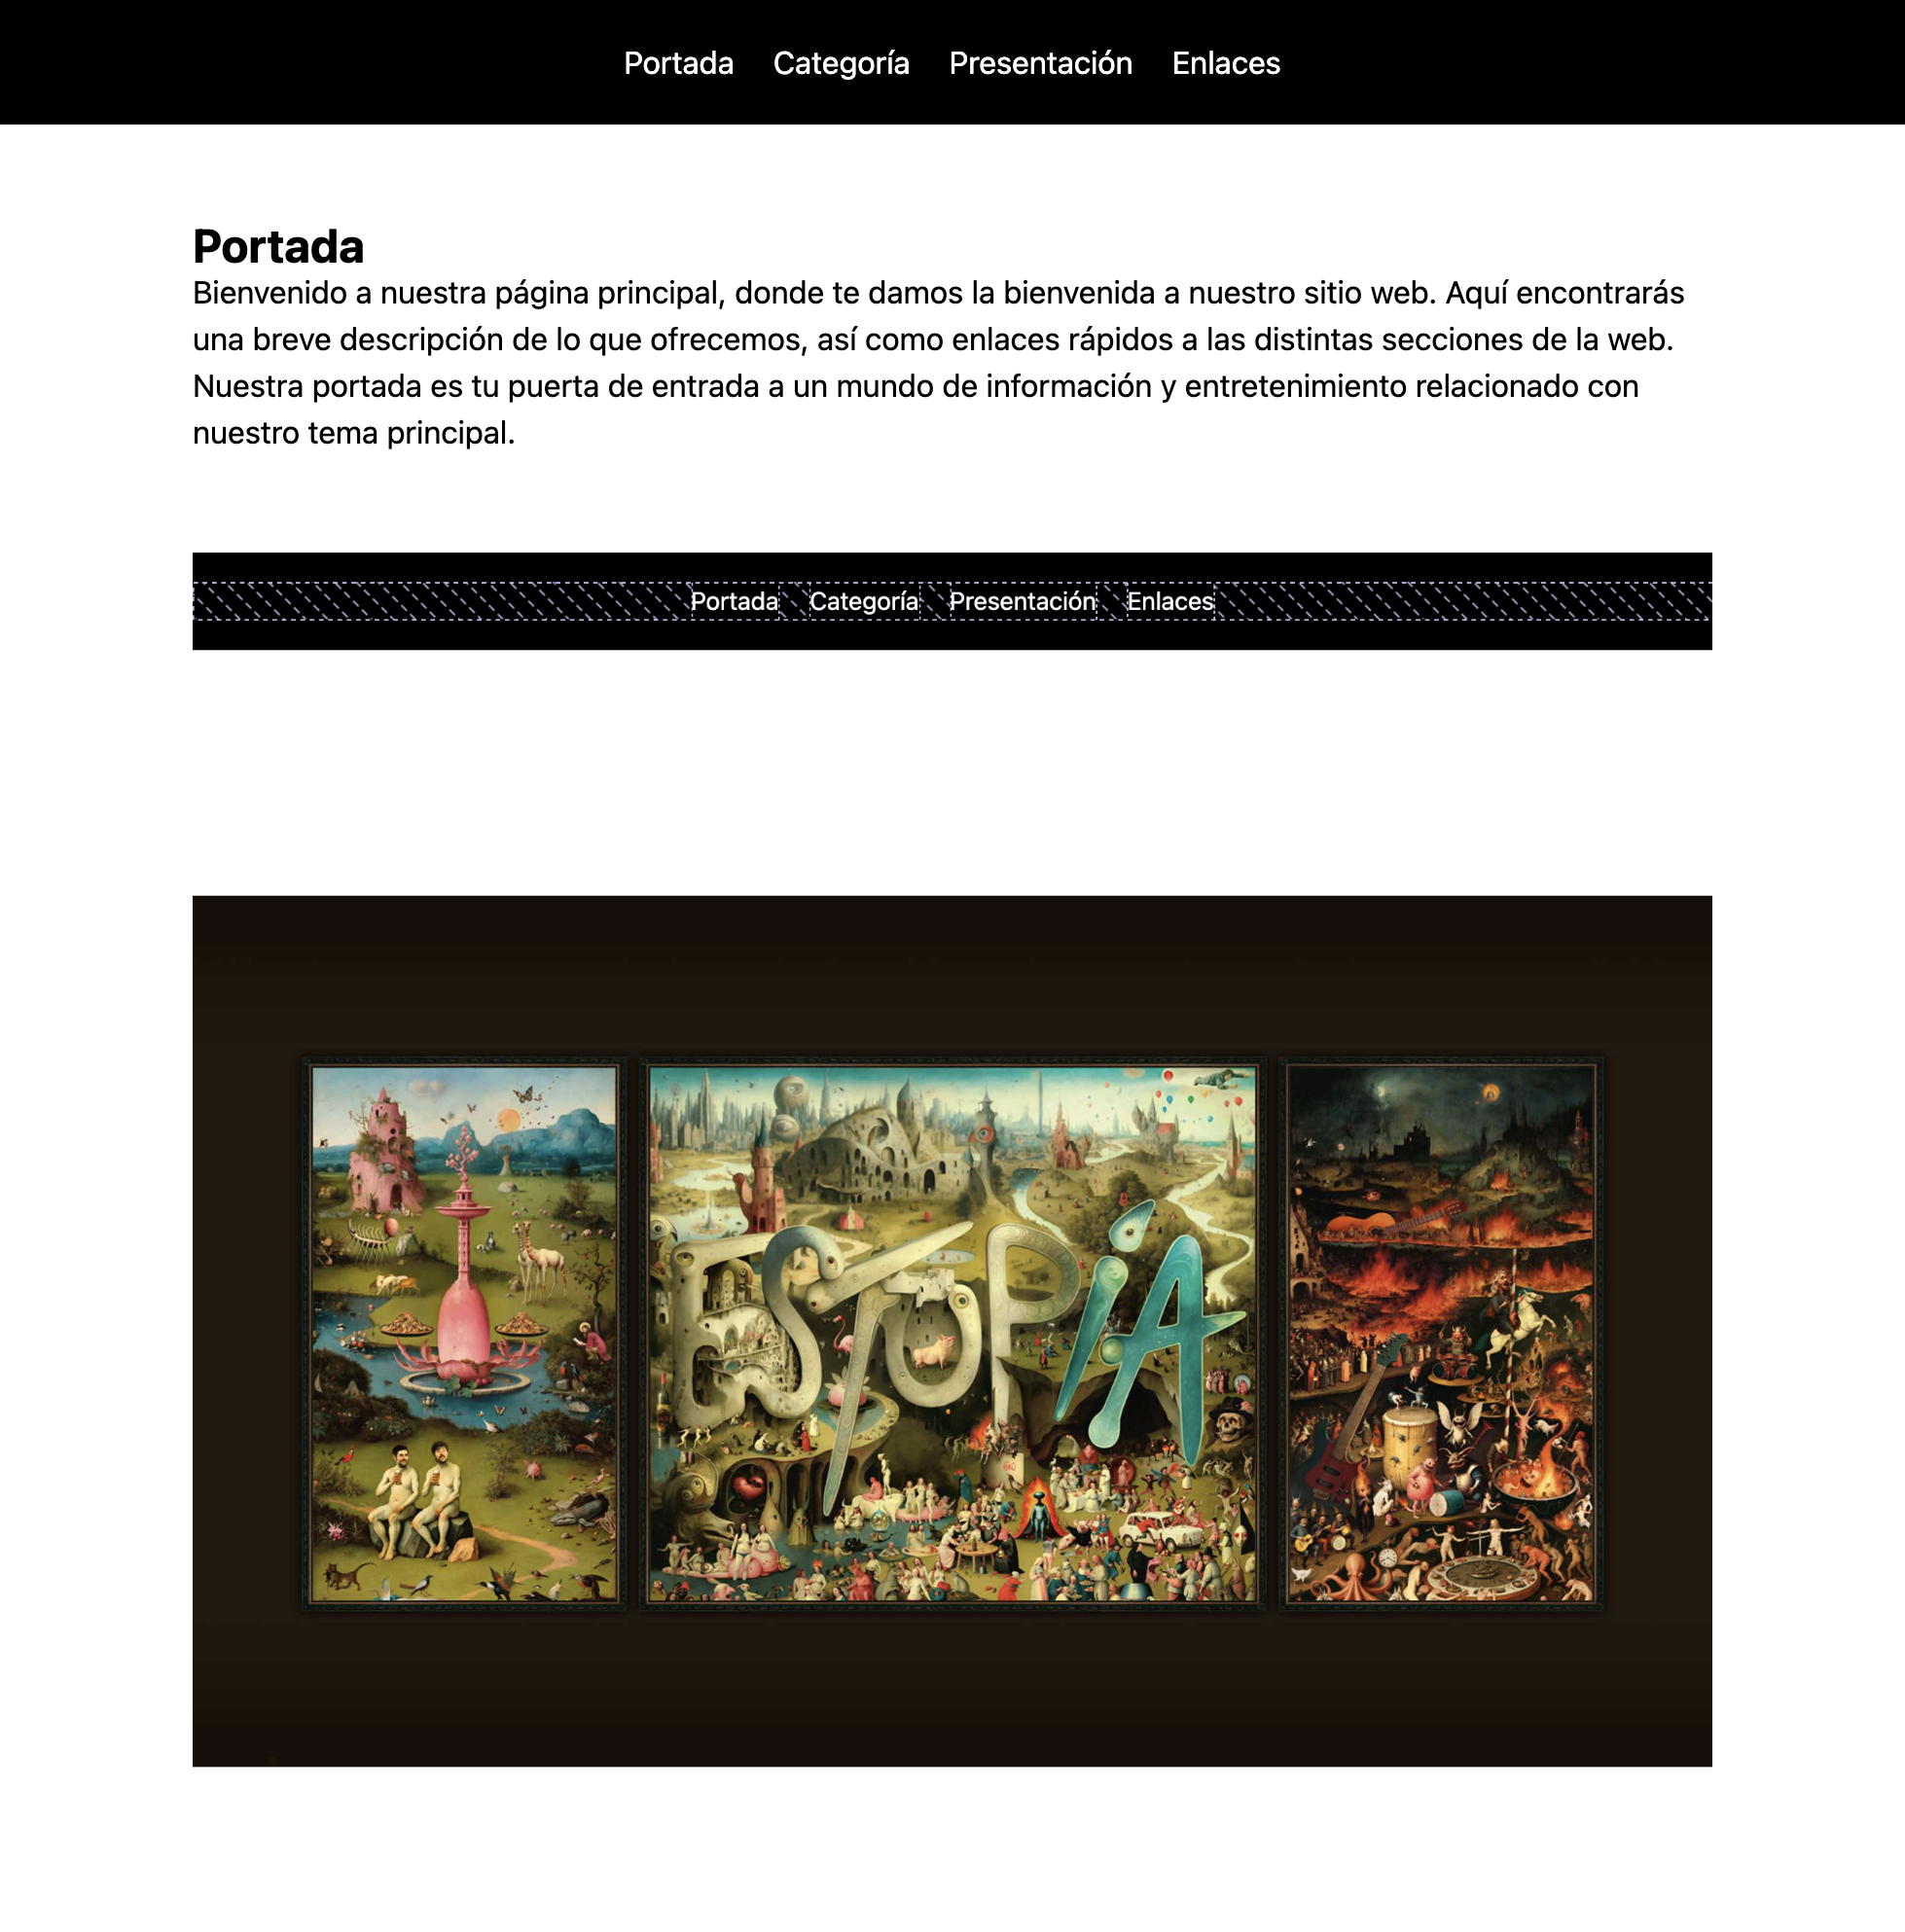 Portada Categoría Presentación Enlaces
Portada
Bienvenido a nuestra página principal, donde te damos la bienvenida a nuestro sitio web. Aquí encontrarás
una breve descripción de lo que ofrecemos, así como enlaces rápidos a las distintas secciones de la web.
Nuestra portada es tu puerta de entrada a un mundo de información y entretenimiento relacionado con
nuestro tema principal.
Portada Categoría Presentación Enlaces
ESTOPíA